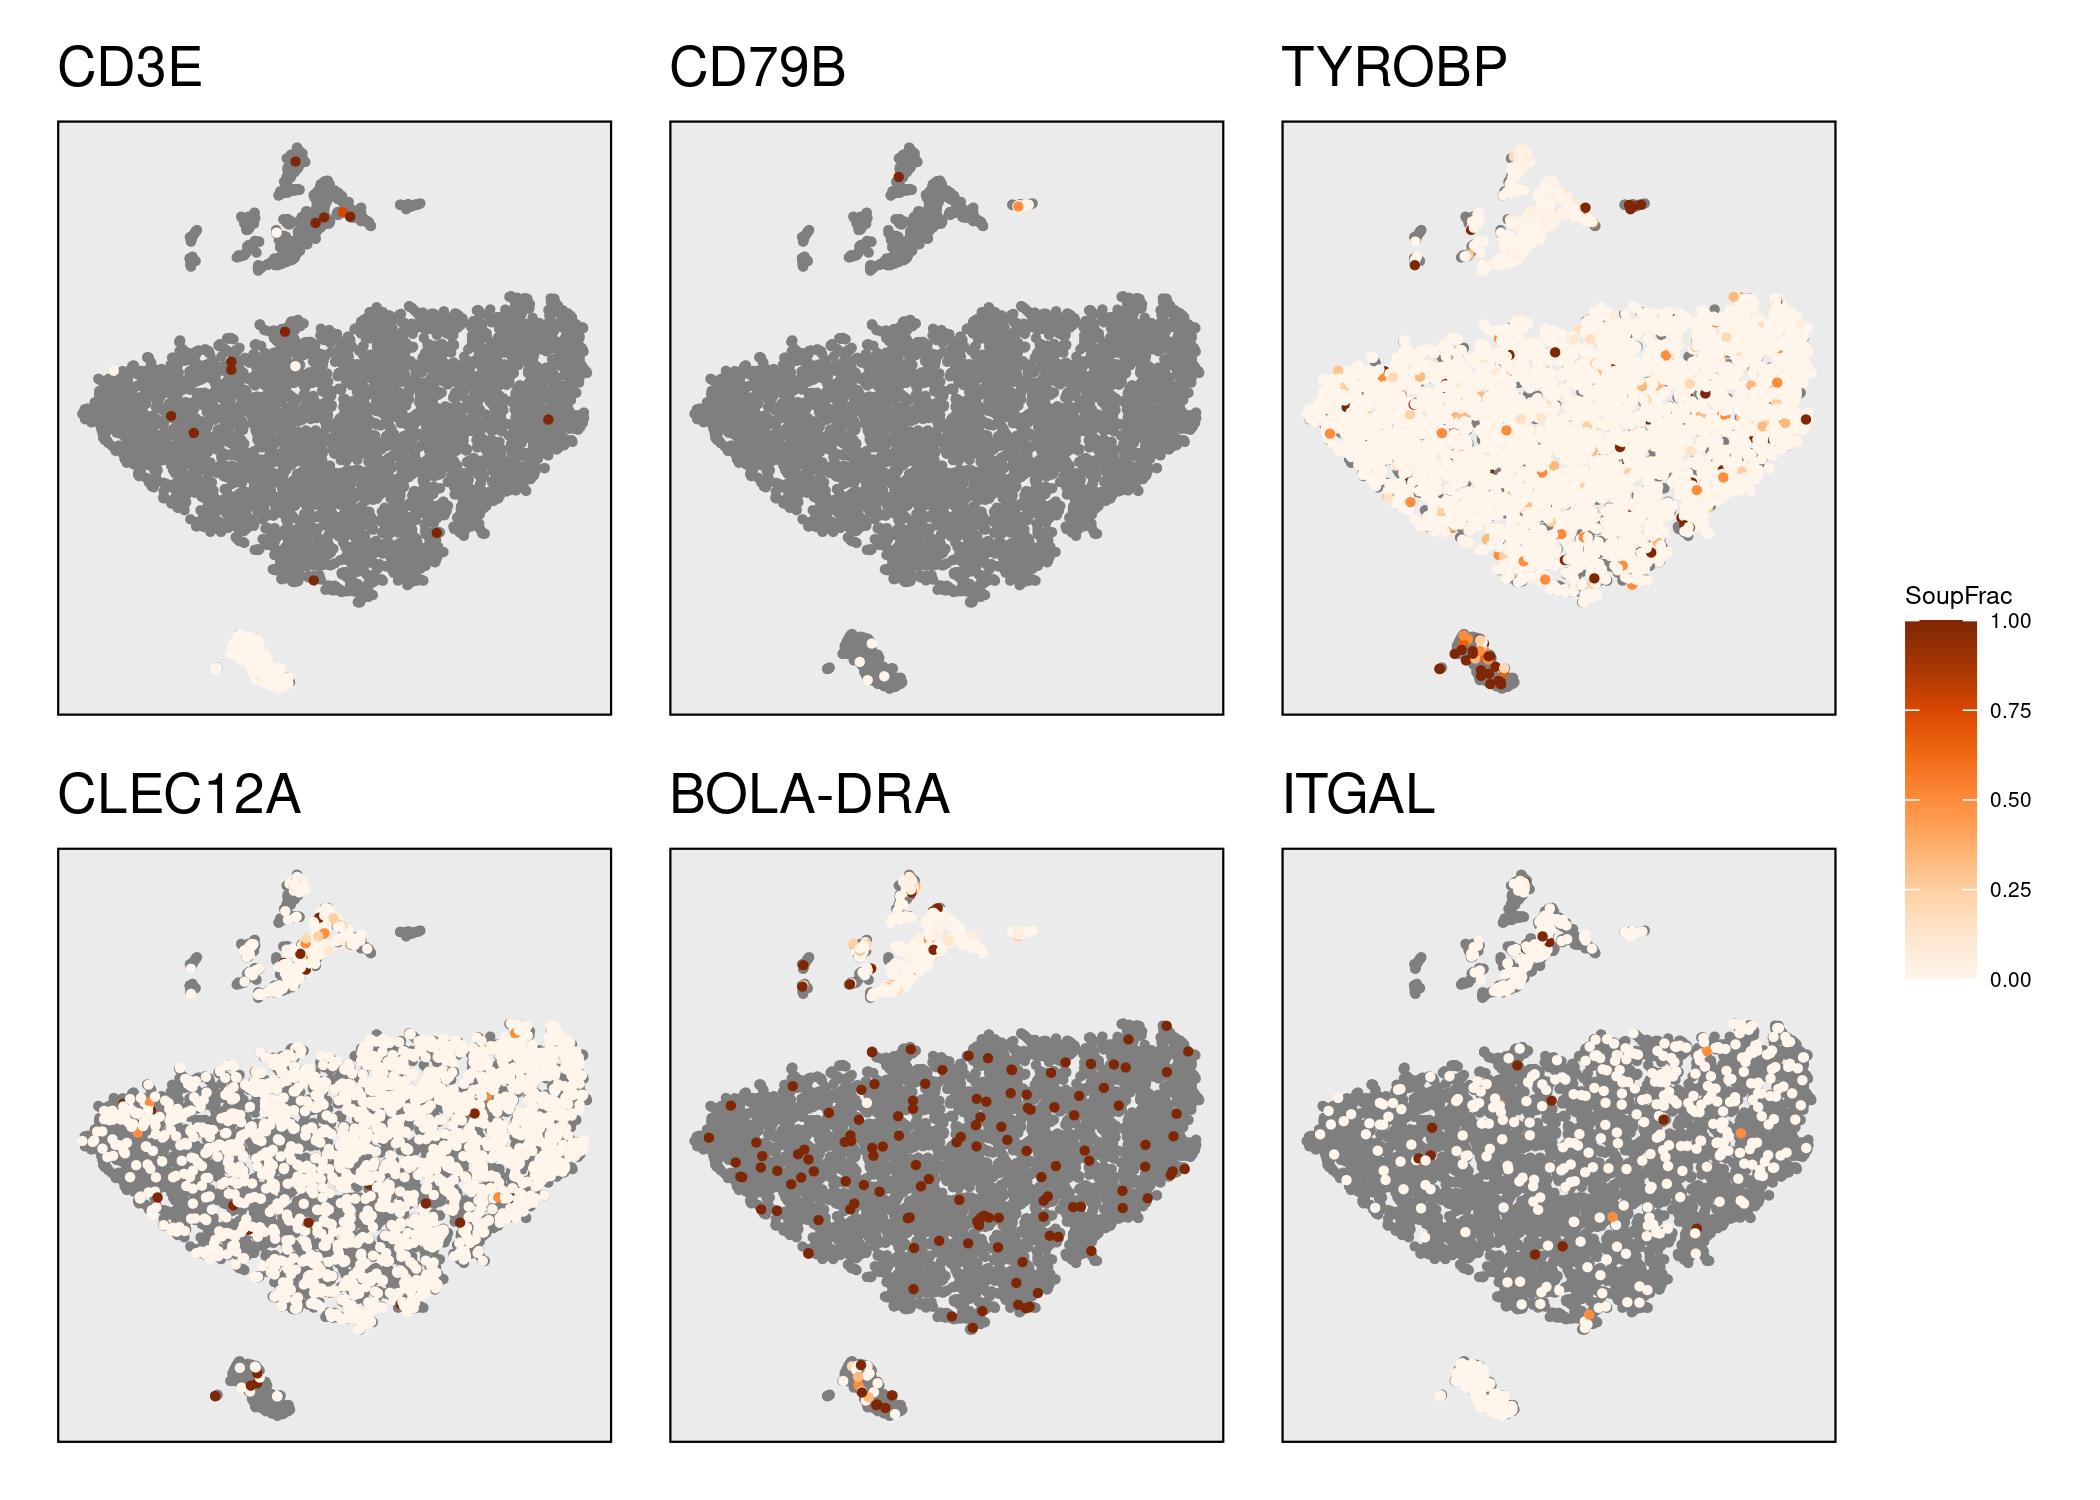 CD3E
CD79B
TYROBP
CLEC12A
BOLA-DRA
ITGAL
SoupFrac
1.00
0.75
0.50
0.25
0.00